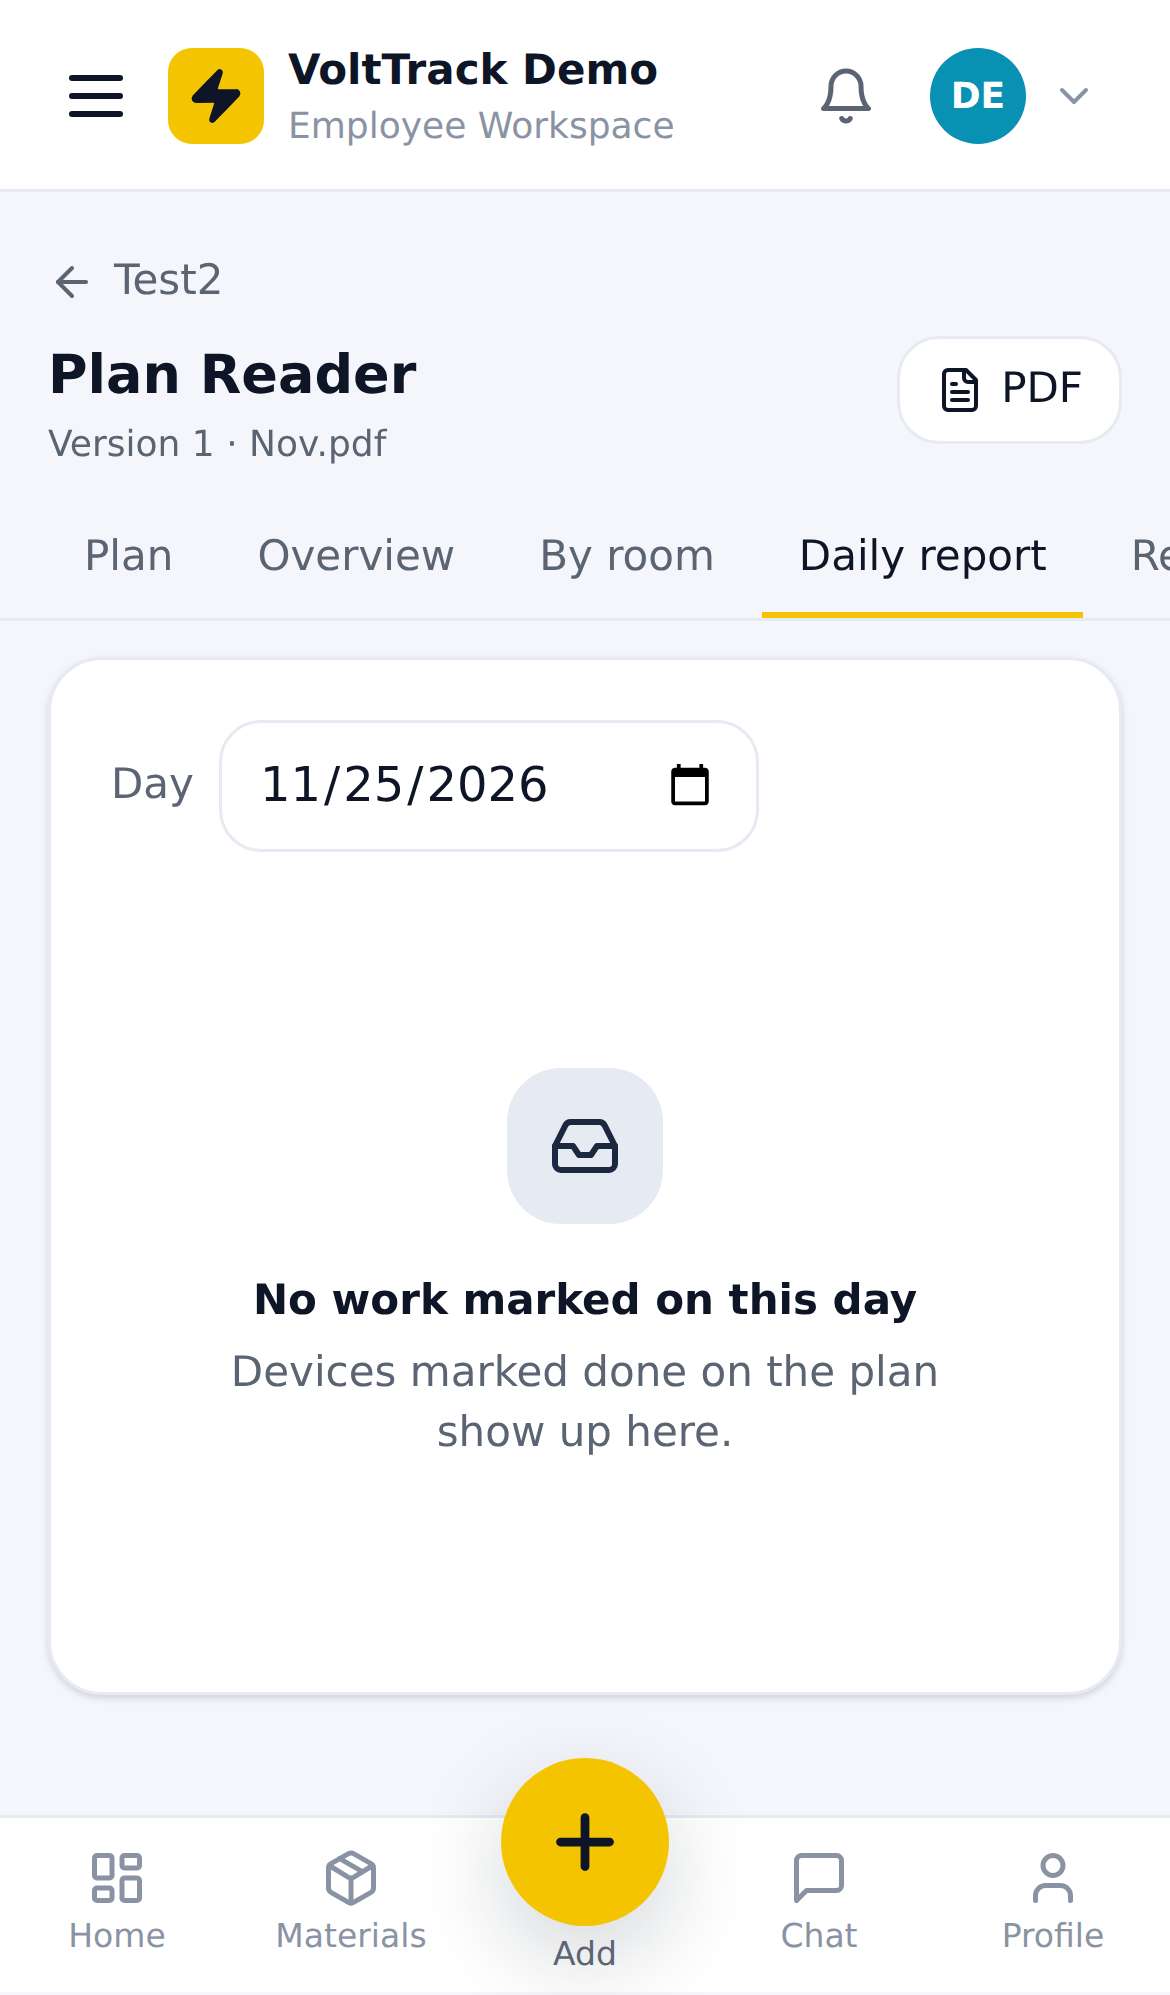 VoltTrack Demo
Employee Workspace
DE
Test2
Plan Reader
Version 1 · Nov.pdf
PDF
Plan
Overview
By room
Daily report
Re
Day
11/25/2026
No work marked on this day
Devices marked done on the plan
show up here.
Home
Materials
Add
Chat
Profile